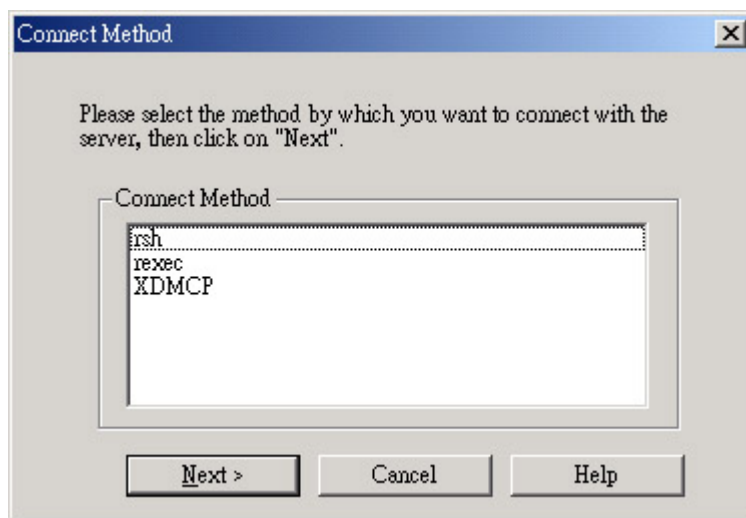 Connect Method
Please select the method by which you want to connect with the
server, then click on "Next".
Connect Method
rsh
rexec
XDMCP
Next >
Cancel
Help